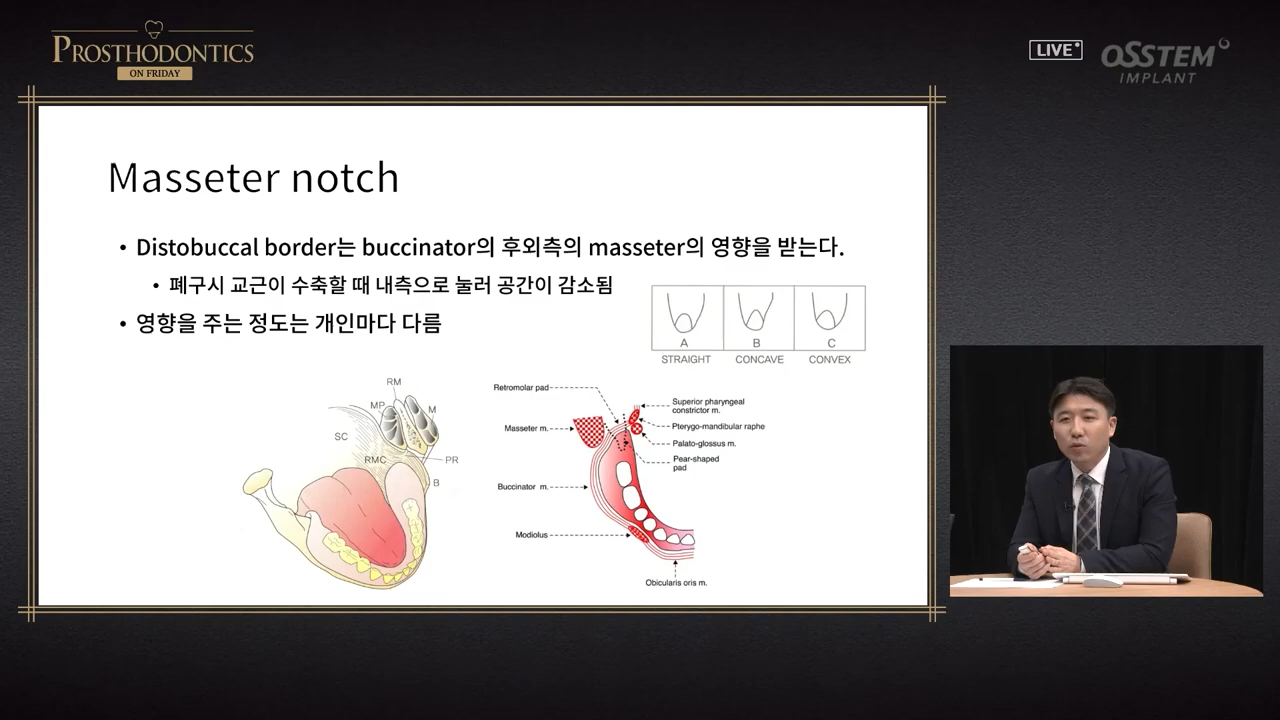 PROSTHODONTICS
ON FRIDAY
LIVE
OSSTEM
IMPLANT
Masseter notch
• Distobuccal border는 buccinator의 후외측의 masseter의 영향을 받는다.
• 폐구시 교근이 수축할 때 내측으로 눌러 공간이 감소됨
• 영향을 주는 정도는 개인마다 다름
A B C
STRAIGHT CONCAVE CONVEX
RM
MP
M
SC
RMC
PR
B
Retromolar pad
Masseter m.
Buccinator m.
Modiolus
Superior pharyngeal
constrictor m.
Pterygo-mandibular raphe
Palato-glossus m.
Pear-shaped
pad
Obicularis oris m.